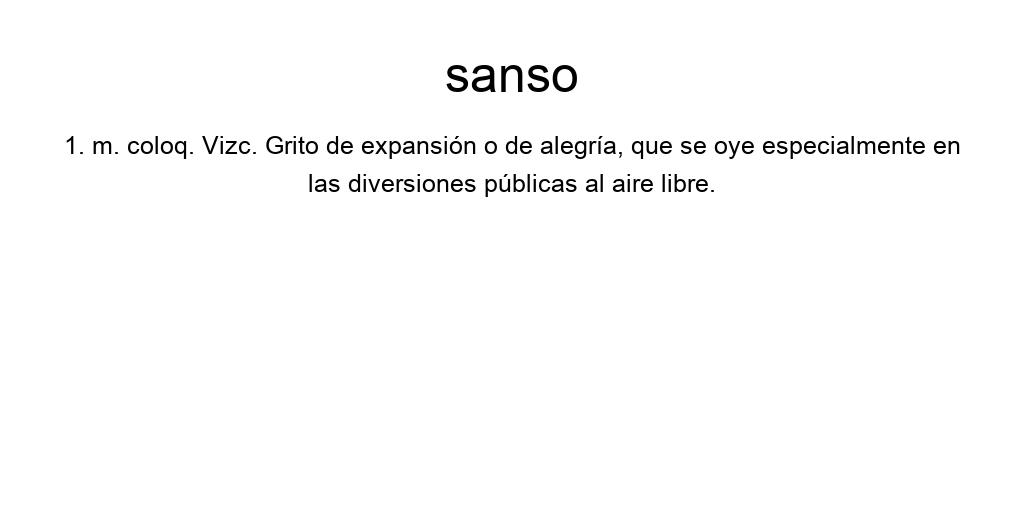 sanso
1. m. coloq. Vizc. Grito de expansión o de alegría, que se oye especialmente en
las diversiones públicas al aire libre.